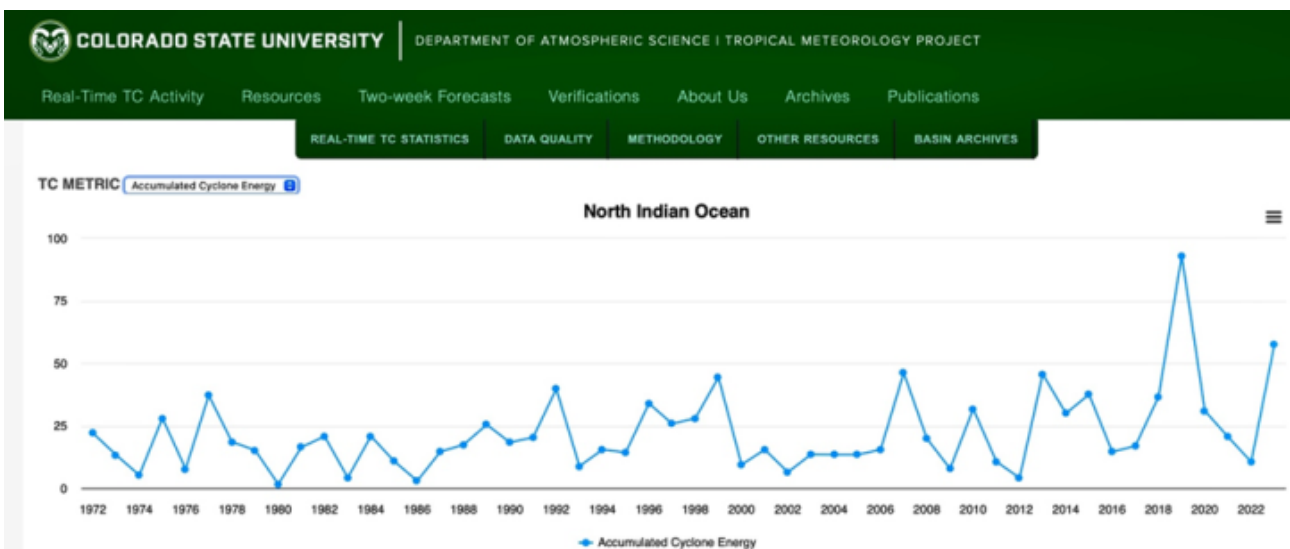 COLORADO STATE UNIVERSITY
DEPARTMENT OF ATMOSPHERIC SCIENCE | TROPICAL METEOROLOGY PROJECT
Real-Time TC Activity Resources Two-week Forecasts Verifications About Us Archives Publications
REAL-TIME TC STATISTICS DATA QUALITY METHODOLOGY OTHER RESOURCES BASIN ARCHIVES
TC METRIC Accumulated Cyclone Energy
North Indian Ocean
100
75
50
25
0
1972 1974 1976 1978 1980 1982 1984 1986 1988 1990 1992 1994 1996 1998 2000 2002 2004 2006 2008 2010 2012 2014 2016 2018 2020 2022
Accumulated Cyclone Energy